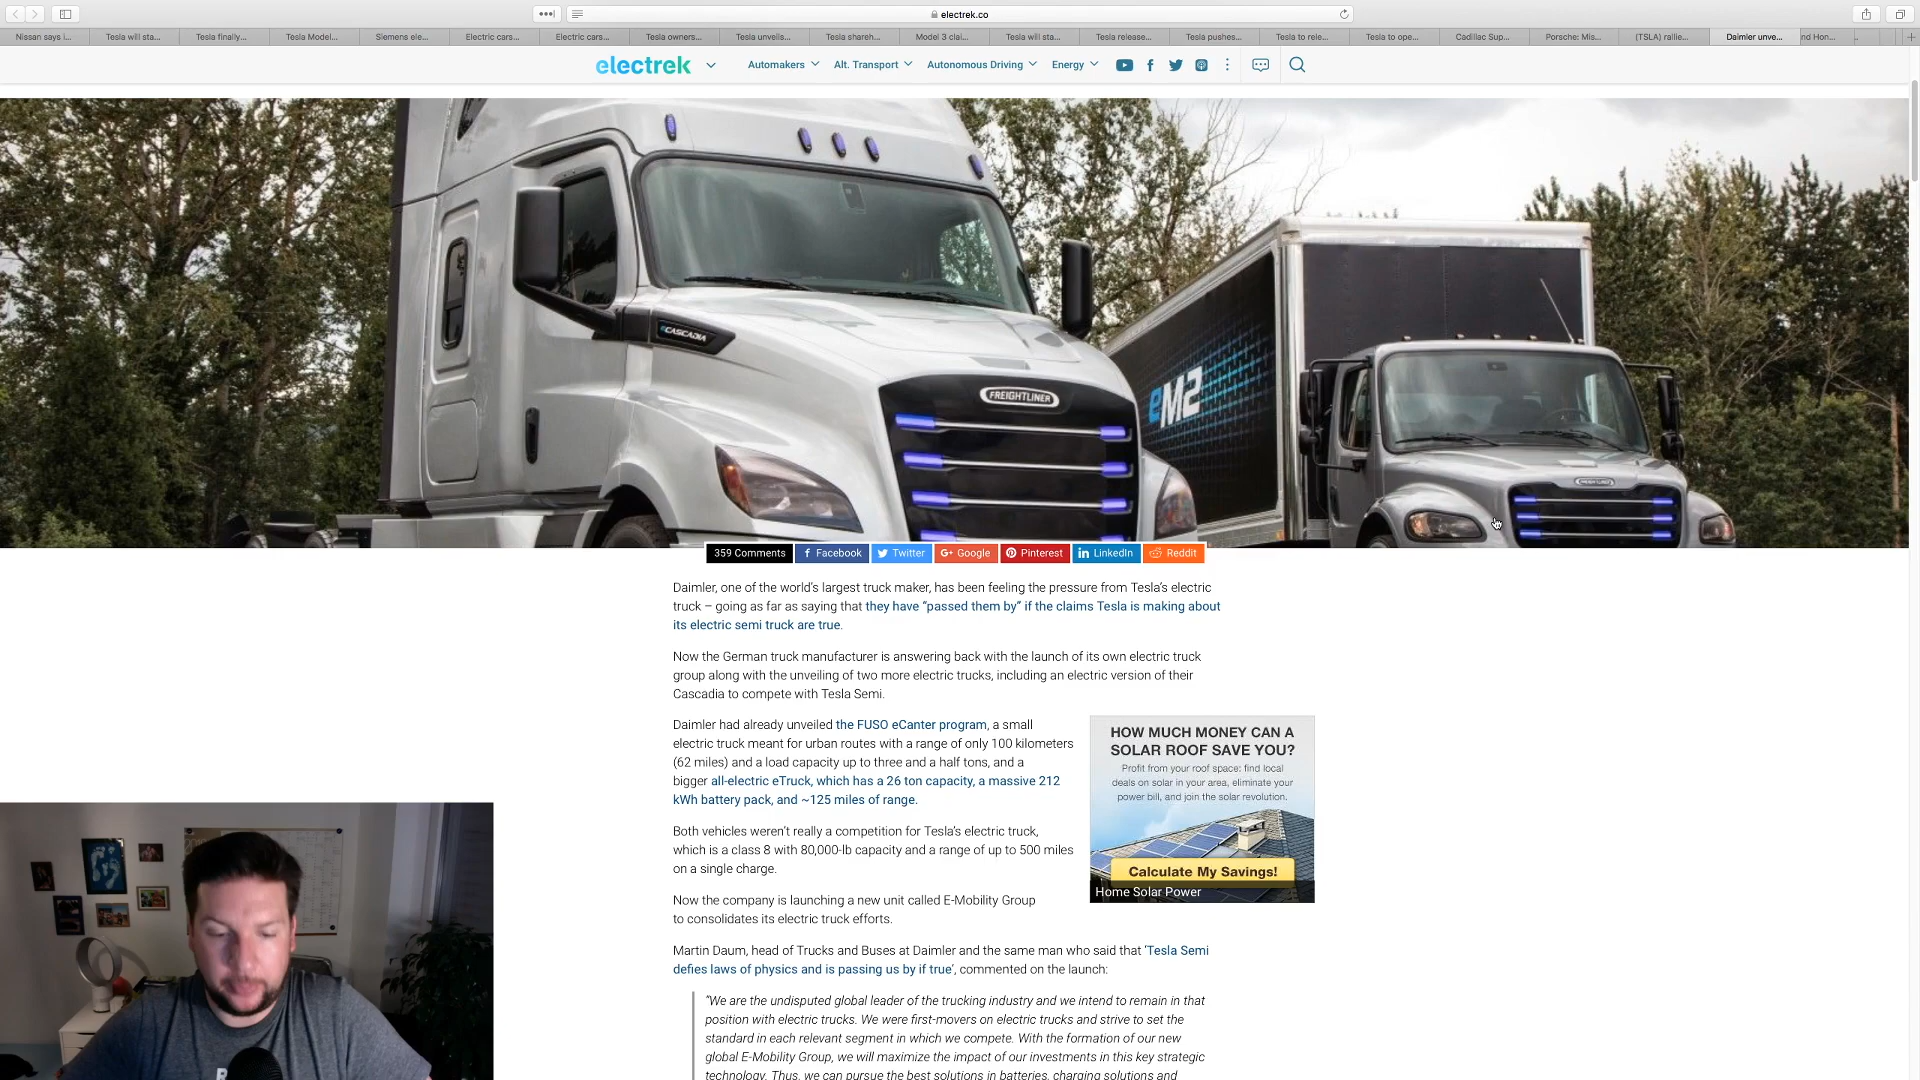 electrek.co
Nissan says i...
Tesla will sta...
Tesla finally...
Tesla Model...
Siemens ele...
Electric cars...
Electric cars...
Tesla owners...
Tesla unveils...
Tesla shareh...
Model 3 clai...
Tesla will sta...
Tesla release...
Tesla pushes...
Tesla to rele...
Tesla to ope...
Cadillac Sup...
Porsche: Mis...
(TSLA) rallie...
Daimler unve...
nd Hon...
electrek
Automakers
Alt. Transport
Autonomous Driving
Energy
eCASCADIA
FREIGHTLINER
eM2
FREIGHTLINER
359 Comments
Facebook
Twitter
G+ Google
Pinterest
LinkedIn
Reddit
Daimler, one of the world's largest truck maker, has been feeling the pressure from Tesla's electric
truck – going as far as saying that they have “passed them by” if the claims Tesla is making about
its electric semi truck are true.
Now the German truck manufacturer is answering back with the launch of its own electric truck
group along with the unveiling of two more electric trucks, including an electric version of their
Cascadia to compete with Tesla Semi.
Daimler had already unveiled the FUSO eCanter program, a small
electric truck meant for urban routes with a range of only 100 kilometers
(62 miles) and a load capacity up to three and a half tons, and a
bigger all-electric eTruck, which has a 26 ton capacity, a massive 212
kWh battery pack, and ~125 miles of range.
Both vehicles weren't really a competition for Tesla's electric truck,
which is a class 8 with 80,000-lb capacity and a range of up to 500 miles
on a single charge.
Now the company is launching a new unit called E-Mobility Group
to consolidates its electric truck efforts.
HOW MUCH MONEY CAN A
SOLAR ROOF SAVE YOU?
Profit from your roof space: find local
deals on solar in your area, eliminate your
power bill, and join the solar revolution.
Calculate My Savings!
Home Solar Power
Martin Daum, head of Trucks and Buses at Daimler and the same man who said that ‘Tesla Semi
defies laws of physics and is passing us by if true’, commented on the launch:
“We are the undisputed global leader of the trucking industry and we intend to remain in that
position with electric trucks. We were first-movers on electric trucks and strive to set the
standard in each relevant segment in which we compete. With the formation of our new
global E-Mobility Group, we will maximize the impact of our investments in this key strategic
technology. Thus, we can pursue the best solutions in batteries, charging solutions and